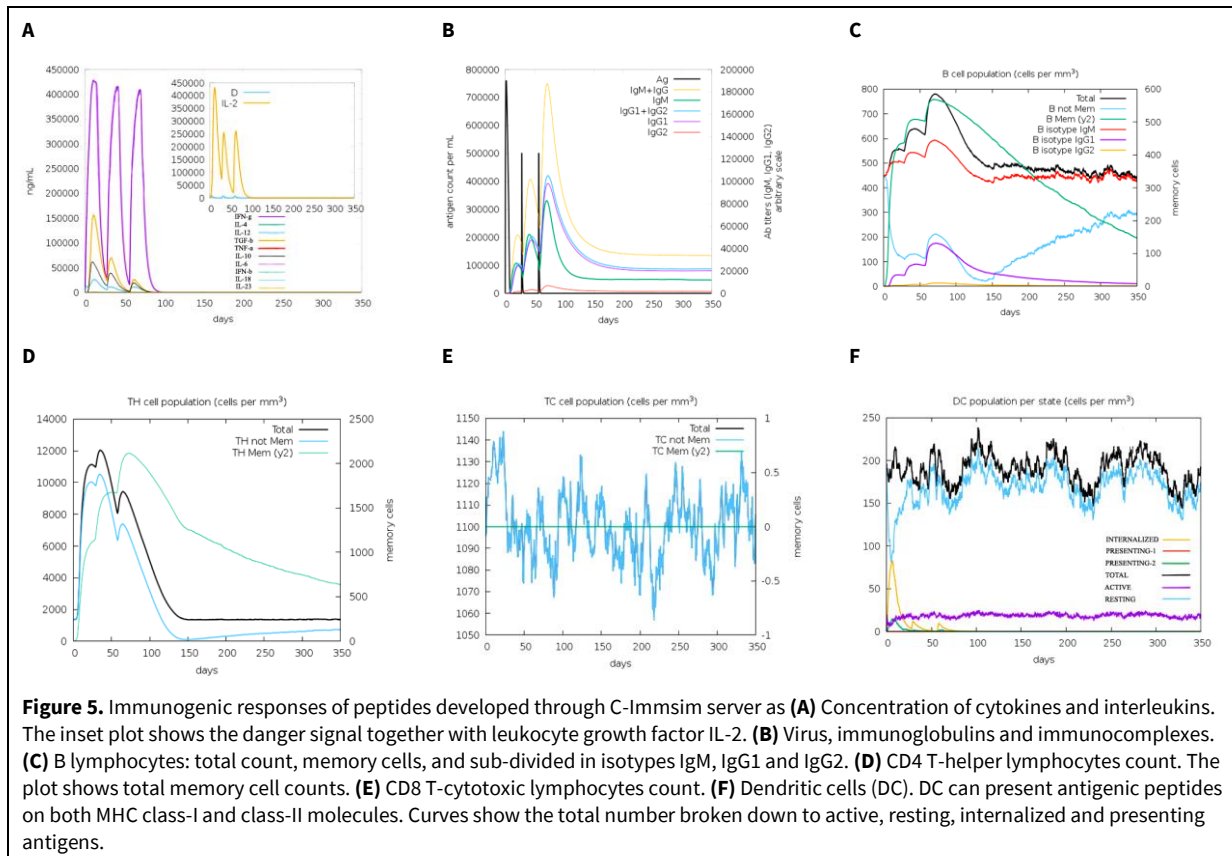 A
B
C
450000
400000
350000
300000
250000
200000
150000
100000
50000
0
ng/mL
0 50 100 150 200 250 300 350
days
450000
400000
350000
300000
250000
200000
150000
100000
50000
0
D
IL-2
0 50 100 150 200 250 300 350
IFN-g
IL-4
IL-12
TGF-b
TNF-a
IL-10
IL-6
IFN-b
IL-18
IL-23
800000
700000
600000
500000
400000
300000
200000
100000
0
antigen count per mL
Ag
IgM+IgG
IgM
IgG1+IgG2
IgG1
IgG2
200000
180000
160000
140000
120000
100000
80000
60000
40000
20000
0
Ab titers (IgM, IgG1, IgG2)
arbitrary scale
0 50 100 150 200 250 300 350
days
B cell population (cells per mm³)
800
700
600
500
400
300
200
100
0
Total
B not Mem
B Mem (y2)
B isotype IgM
B isotype IgG1
B isotype IgG2
600
500
400
300
200
100
0
memory cells
0 50 100 150 200 250 300 350
days
D
E
F
TH cell population (cells per mm³)
14000
12000
10000
8000
6000
4000
2000
0
Total
TH not Mem
TH Mem (y2)
2500
2000
1500
1000
500
0
memory cells
0 50 100 150 200 250 300 350
days
TC cell population (cells per mm³)
1150
1140
1130
1120
1110
1100
1090
1080
1070
1060
1050
Total
TC not Mem
TC Mem (y2)
1
0.5
0
-0.5
-1
memory cells
0 50 100 150 200 250 300 350
days
DC population per state (cells per mm³)
250
200
150
100
50
0
INTERNALIZED
PRESENTING-1
PRESENTING-2
TOTAL
ACTIVE
RESTING
0 50 100 150 200 250 300 350
days
Figure 5. Immunogenic responses of peptides developed through C-Immsim server as (A) Concentration of cytokines and interleukins.
The inset plot shows the danger signal together with leukocyte growth factor IL-2. (B) Virus, immunoglobulins and immunocomplexes.
(C) B lymphocytes: total count, memory cells, and sub-divided in isotypes IgM, IgG1 and IgG2. (D) CD4 T-helper lymphocytes count. The
plot shows total memory cell counts. (E) CD8 T-cytotoxic lymphocytes count. (F) Dendritic cells (DC). DC can present antigenic peptides
on both MHC class-I and class-II molecules. Curves show the total number broken down to active, resting, internalized and presenting
antigens.